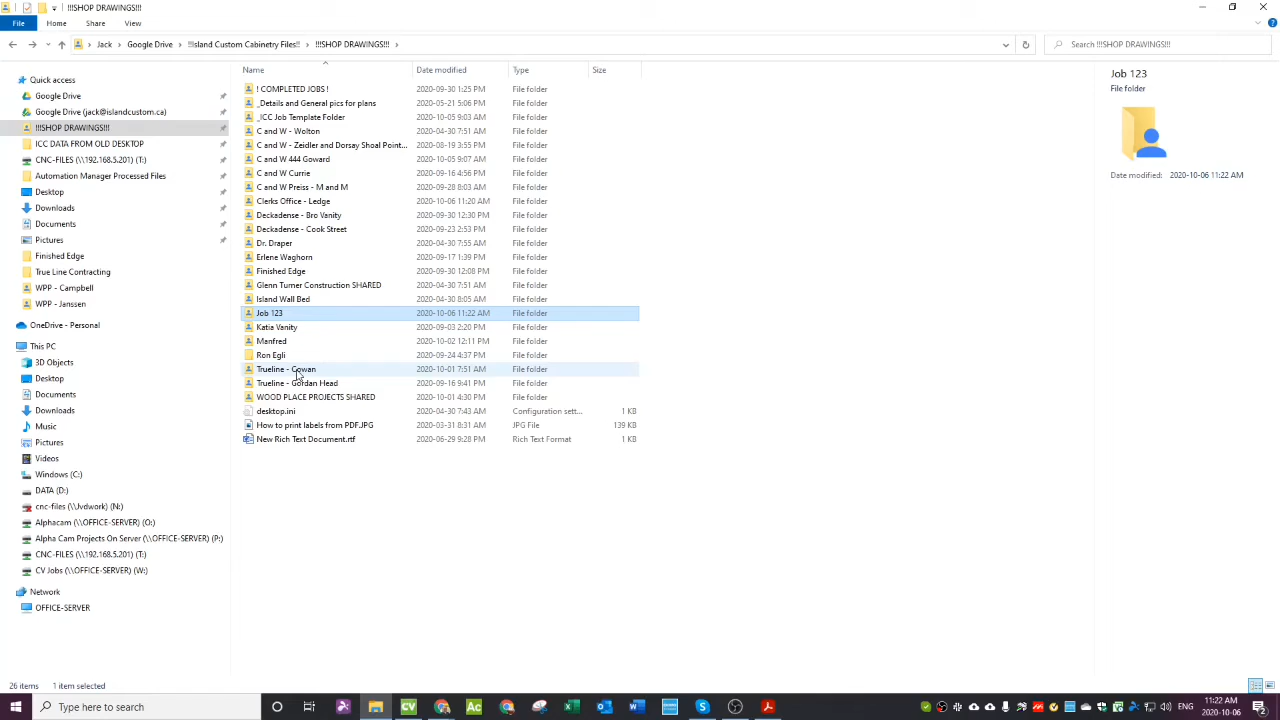 !!!SHOP DRAWINGS!!!
File Home Share View
Jack Google Drive !!Island Custom Cabinetry Files!! !!!SHOP DRAWINGS!!! Search !!!SHOP DRAWINGS!!!
Name Date modified Type Size
Quick access
Google Drive
Google Drive (jack@islandcustom.ca)
!!!SHOP DRAWINGS!!!
ICC DATA FROM OLD DESKTOP
CNC-FILES (\\192.168.5.201) (T:)
Automation Manager Processed Files
Desktop
Downloads
Documents
Pictures
Finished Edge
True Line Contracting
WPP - Campbell
WPP - Janssen
OneDrive - Personal
This PC
3D Objects
Desktop
Documents
Downloads
Music
Pictures
Videos
Windows (C:)
DATA (D:)
cnc-files (\\Jvdwork) (N:)
Alphacam (\\OFFICE-SERVER) (O:)
Alpha Cam Projects On Server (\\OFFICE-SERVER) (P:)
CNC-FILES (\\192.168.5.201) (T:)
CV Jobs (\\OFFICE-SERVER) (W:)
Network
OFFICE-SERVER
! COMPLETED JOBS ! 2020-09-30 1:25 PM File folder
_Details and General pics for plans 2020-05-21 5:06 PM File folder
_ICC Job Template Folder 2020-10-05 9:03 AM File folder
C and W - Wolton 2020-04-30 7:51 AM File folder
C and W - Zeidler and Dorsay Shoal Point... 2020-08-19 3:55 PM File folder
C and W 444 Goward 2020-10-05 9:07 AM File folder
C and W Currie 2020-09-16 4:56 PM File folder
C and W Preiss - M and M 2020-09-28 8:03 AM File folder
Clerks Office - Ledge 2020-10-06 11:20 AM File folder
Deckadense - Bro Vanity 2020-09-30 12:30 PM File folder
Deckadense - Cook Street 2020-09-23 2:53 PM File folder
Dr. Draper 2020-04-30 7:55 AM File folder
Erlene Waghorn 2020-09-17 1:39 PM File folder
Finished Edge 2020-09-30 12:08 PM File folder
Glenn Turner Construction SHARED 2020-04-30 7:51 AM File folder
Island Wall Bed 2020-04-30 8:05 AM File folder
Job 123 2020-10-06 11:22 AM File folder
Katia Vanity 2020-09-03 2:20 PM File folder
Manfred 2020-10-02 12:11 PM File folder
Ron Egli 2020-09-24 4:37 PM File folder
Trueline - Cowan 2020-10-01 7:51 AM File folder
Trueline - Gordan Head 2020-09-16 9:41 PM File folder
WOOD PLACE PROJECTS SHARED 2020-10-01 4:30 PM File folder
desktop.ini 2020-04-30 7:43 AM Configuration sett... 1 KB
How to print labels from PDF.JPG 2020-03-31 8:31 AM JPG File 139 KB
New Rich Text Document.rtf 2020-06-29 9:28 PM Rich Text Format 1 KB
Job 123
File folder
Date modified: 2020-10-06 11:22 AM
26 items 1 item selected
Type here to search
CV
Ac
ENG
11:22 AM
2020-10-06
2